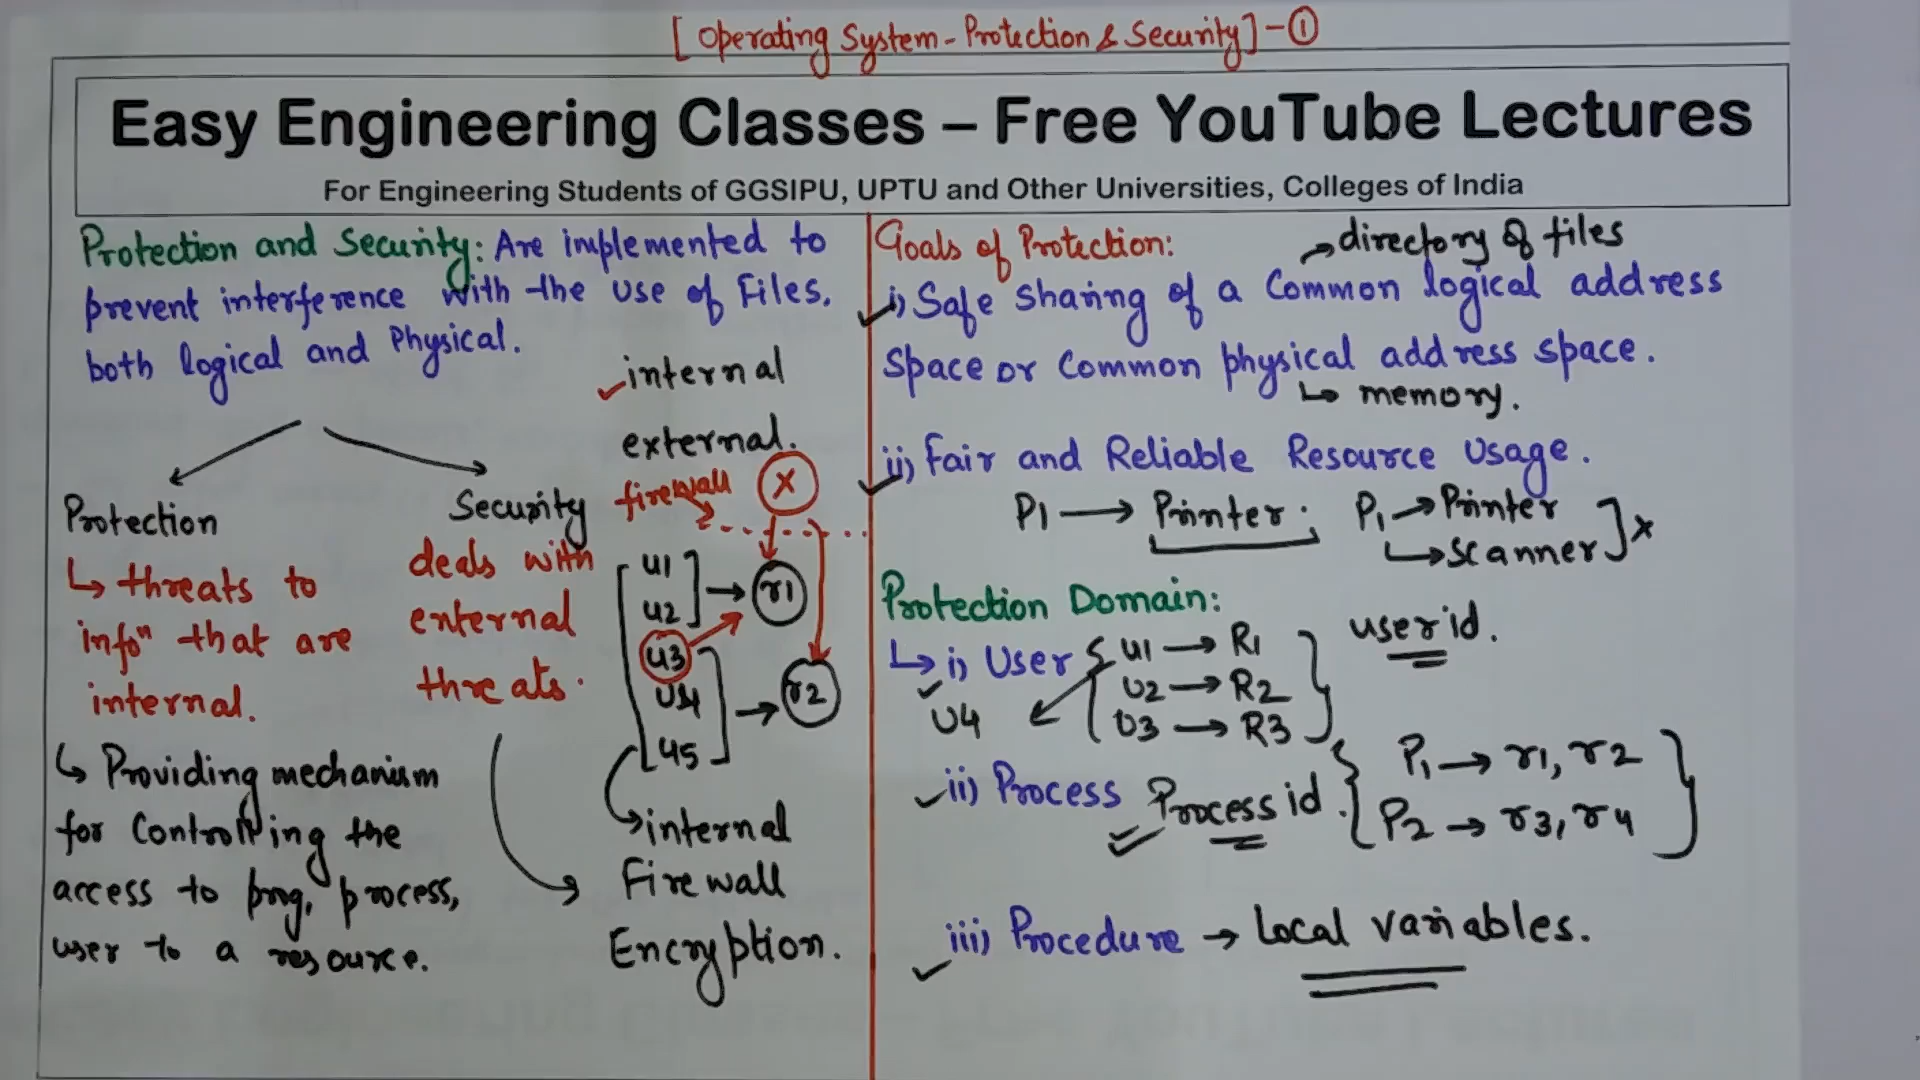 [Operating System - Protection & Security] - ①
Easy Engineering Classes – Free YouTube Lectures
For Engineering Students of GGSIPU, UPTU and Other Universities, Colleges of India
Protection and Security: Are implemented to
prevent interference with the use of Files,
both logical and Physical.
internal
external.
Protection
↳ threats to
infoⁿ that are
internal.
↳ Providing mechanism
for Controlling the
access to prog, process,
user to a resource.
Security
deals with
external
threats.
firewall
X
U1
U2
U3
U4
U5
r1
r2
internal
Firewall
Encryption.
Goals of Protection:
→ directory of files
i) Safe Sharing of a Common logical address
Space or Common physical address space.
↳ memory.
ii) Fair and Reliable Resource Usage.
P1 → Printer.
P1 → Printer
↳ Scanner ] x
Protection Domain:
↳ i) User
U1 → R1
U2 → R2
U3 → R3
U4
user id.
ii) Process Process id.
P1 → r1, r2
P2 → r3, r4
iii) Procedure → Local variables.